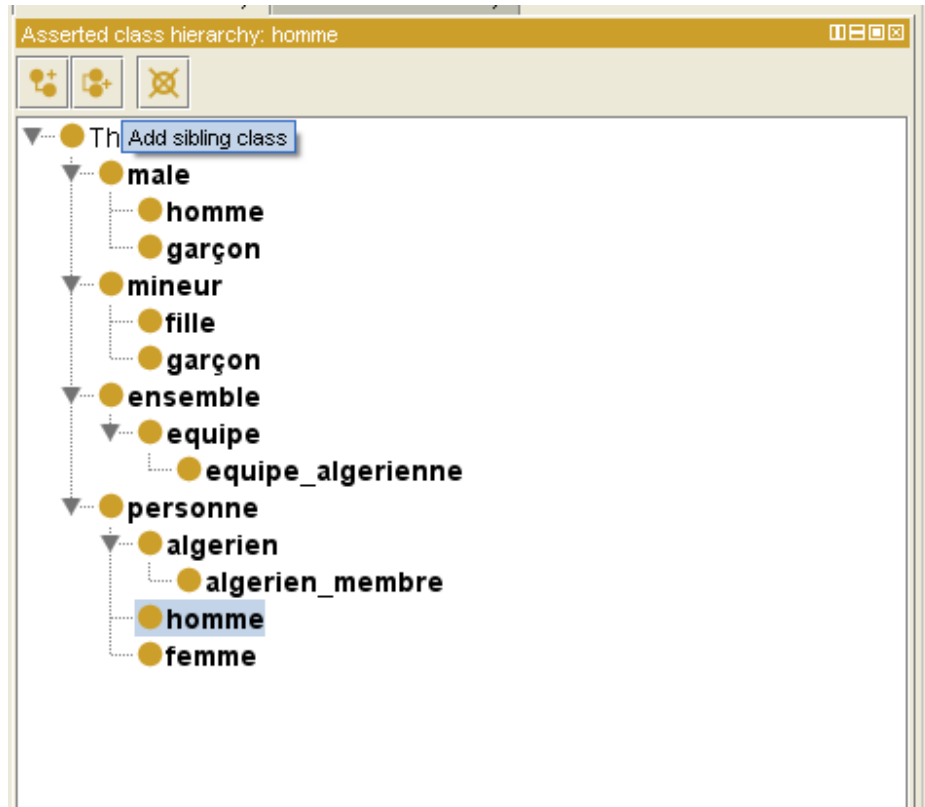 Asserted class hierarchy: homme
Th
Add sibling class
male
homme
garçon
mineur
fille
garçon
ensemble
equipe
equipe_algerienne
personne
algerien
algerien_membre
homme
femme